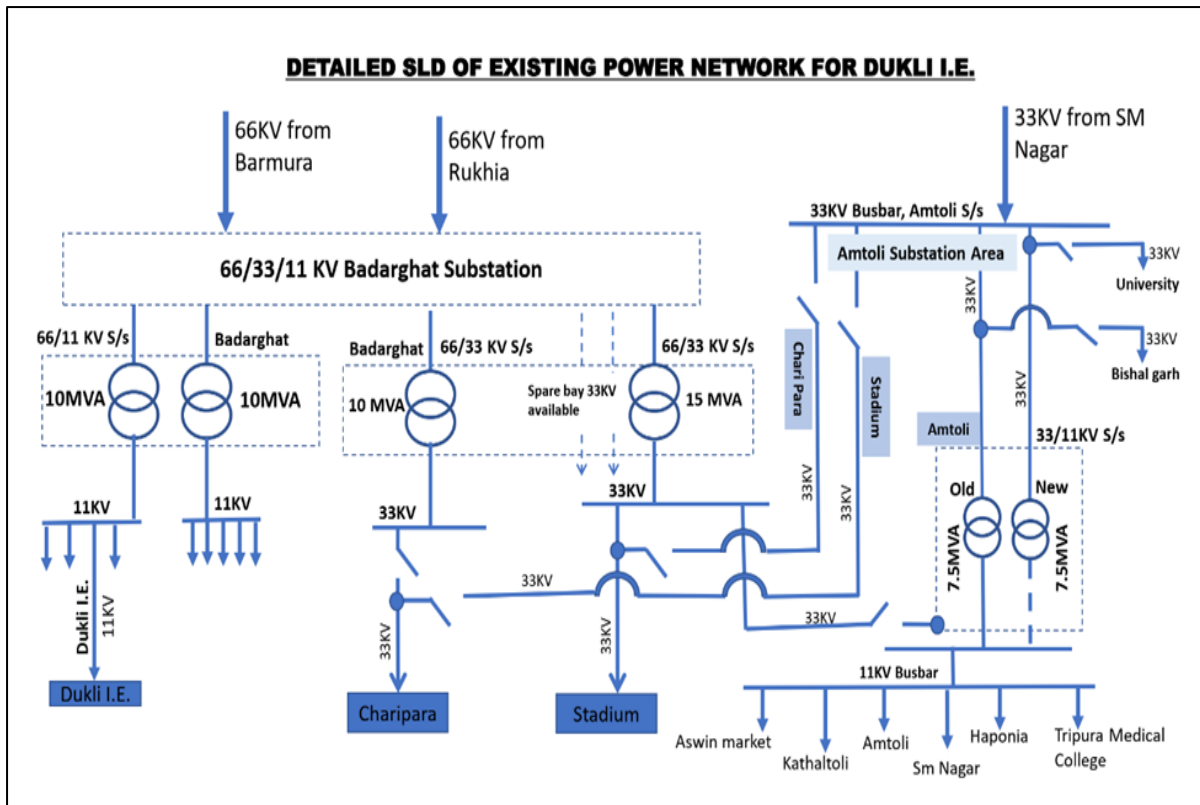 DETAILED SLD OF EXISTING POWER NETWORK FOR DUKLI I.E.
66KV from
Barmura
66KV from
Rukhia
33KV from SM
Nagar
33KV Busbar, Amtoli S/s
66/33/11 KV Badarghat Substation
Amtoli Substation Area
33KV
University
33KV
33KV
Bishal garh
33KV
66/11 KV S/s
Badarghat
Badarghat
66/33 KV S/s
66/33 KV S/s
10MVA
10MVA
10 MVA
Spare bay 33KV
available
15 MVA
Chari Para
Stadium
33KV
33KV
Amtoli
33/11KV S/s
Old
New
7.5MVA
7.5MVA
11KV
11KV
33KV
33KV
Dukli I.E.
11KV
33KV
33KV
33KV
33KV
Dukli I.E.
Charipara
Stadium
11KV Busbar
Aswin market
Kathaltoli
Amtoli
Sm Nagar
Haponia
Tripura Medical
College